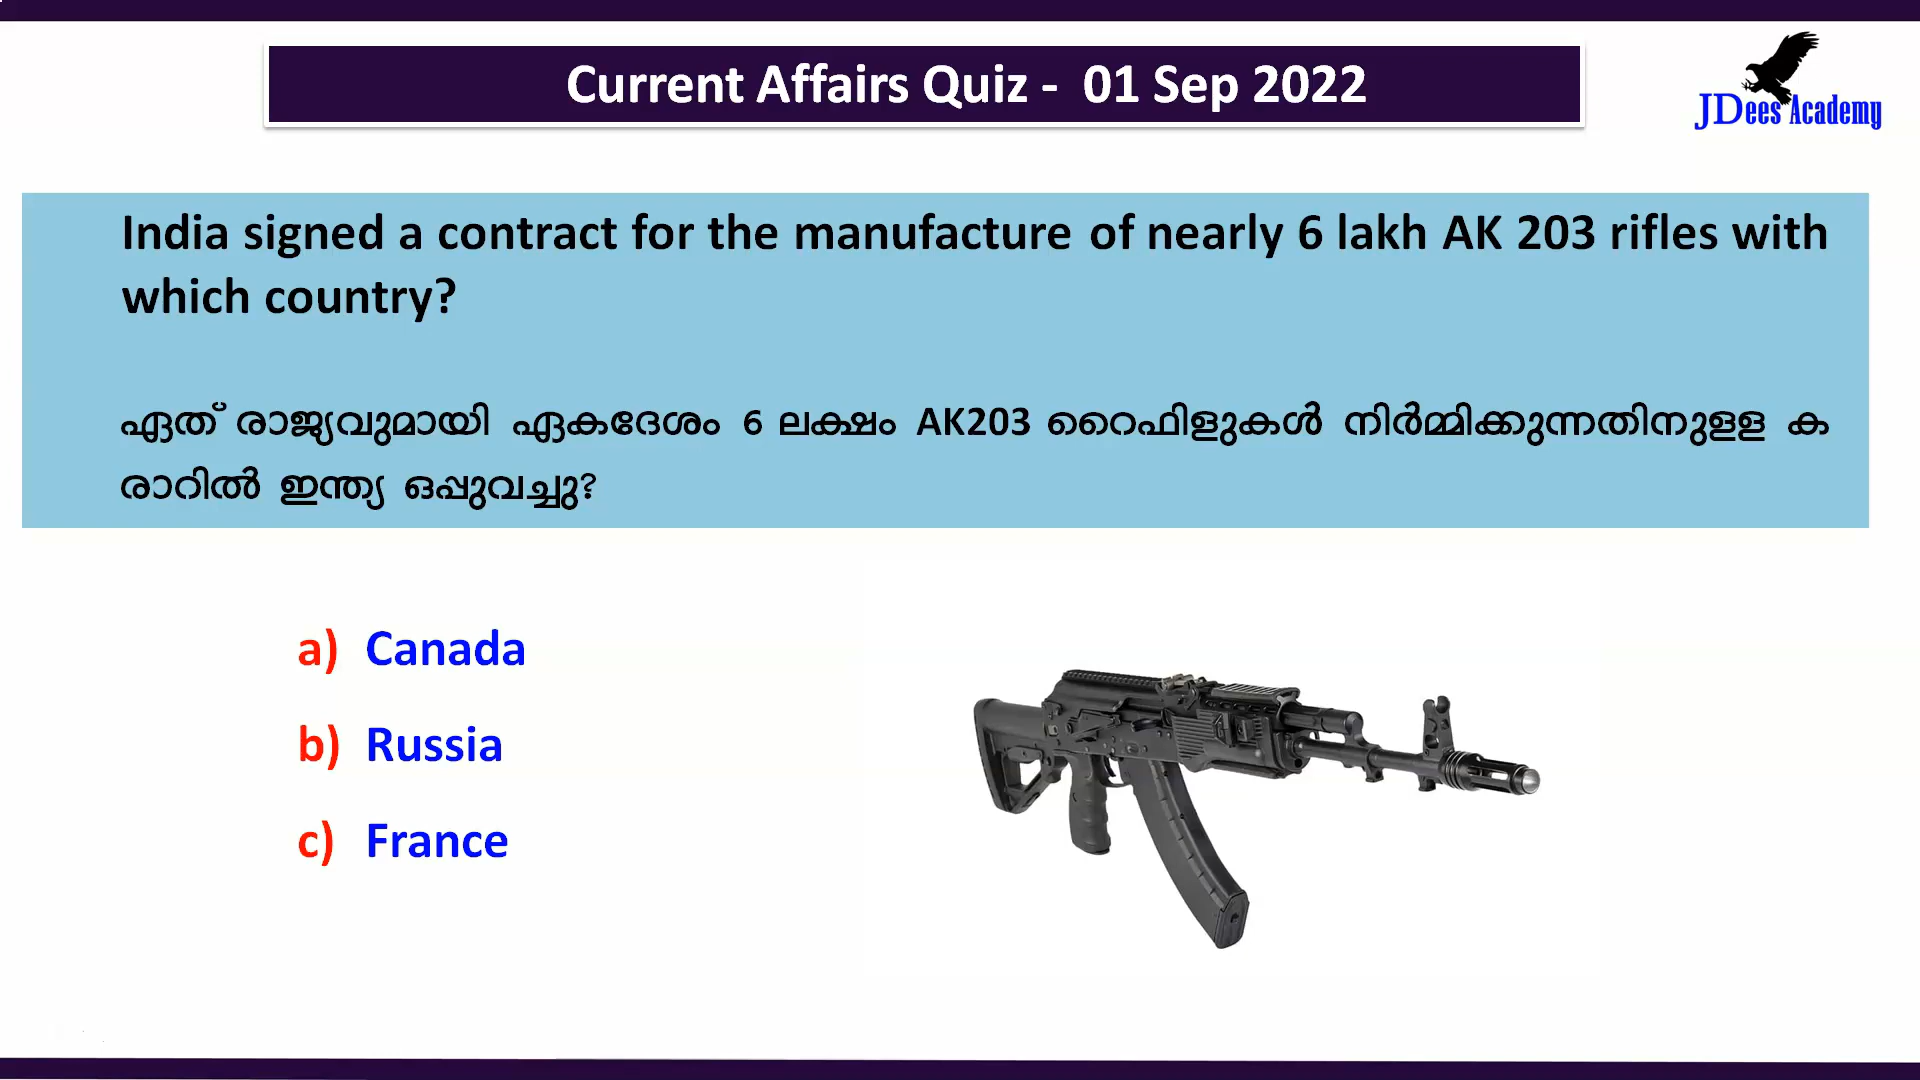 Current Affairs Quiz - 01 Sep 2022
JDees Academy
India signed a contract for the manufacture of nearly 6 lakh AK 203 rifles with
which country?
ഏത് രാജ്യവുമായി ഏകദേശം 6 ലക്ഷം AK203 റൈഫിളുകൾ നിർമ്മിക്കുന്നതിനുളള ക
രാറിൽ ഇന്ത്യ ഒപ്പുവച്ചു?
a) Canada
b) Russia
c) France